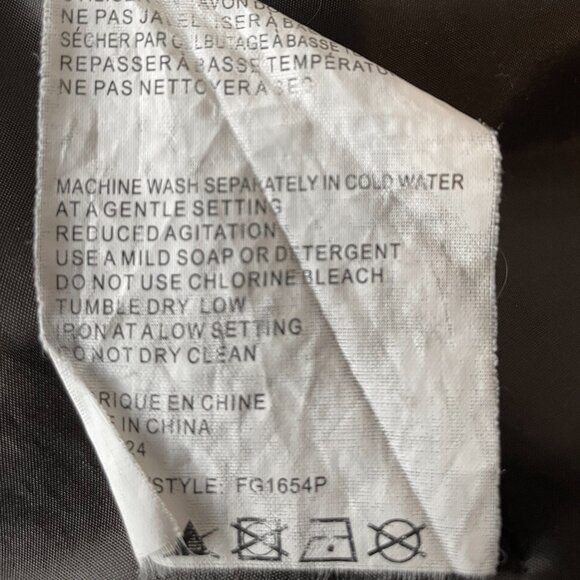 NE PAS
SÉCHER PAR CULBUTAGE À BASSE
REPASSER À BASSE TEMPÉRATU
NE PAS NETTOYER À SEC
MACHINE WASH SEPARATELY IN COLD WATER
AT A GENTLE SETTING
REDUCED AGITATION
USE A MILD SOAP OR DETERGENT
DO NOT USE CHLORINE BLEACH
TUMBLE DRY LOW
IRON AT A LOW SETTING
DO NOT DRY CLEAN
RIQUE EN CHINE
IN CHINA
24
STYLE: FG1654P